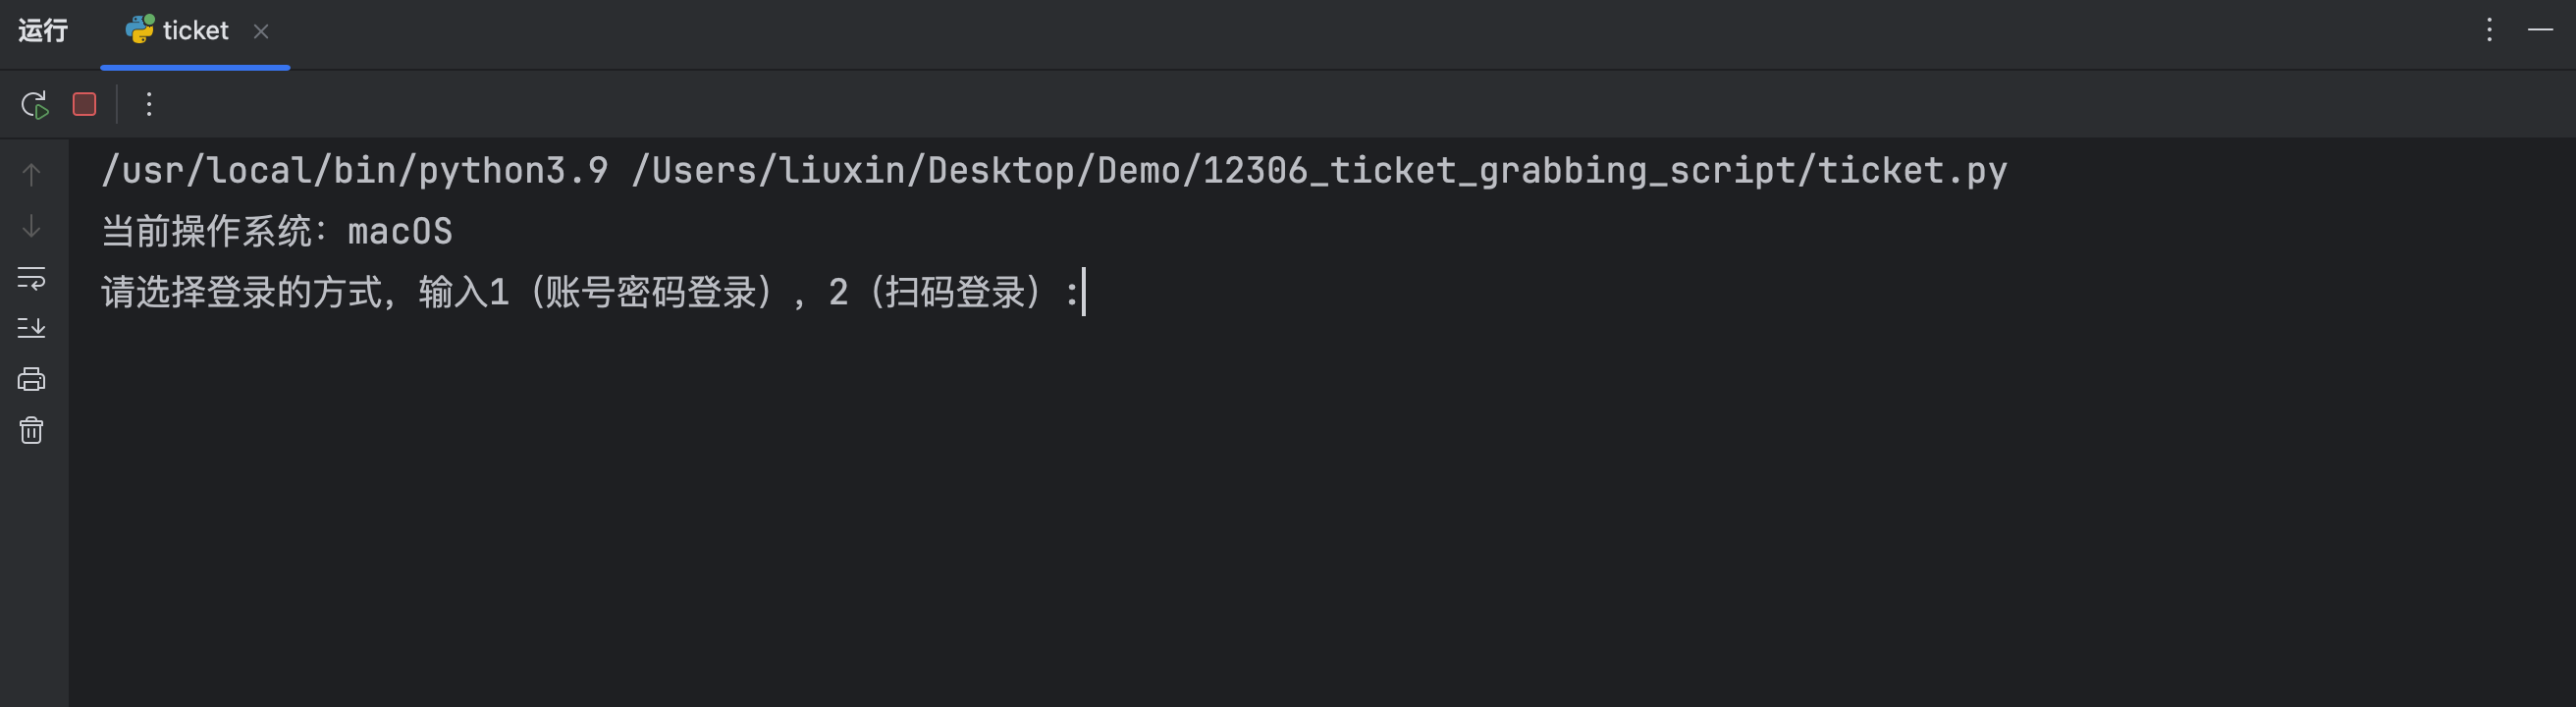 运行 ticket
/usr/local/bin/python3.9 /Users/liuxin/Desktop/Demo/12306_ticket_grabbing_script/ticket.py
当前操作系统：macOS
请选择登录的方式，输入1（账号密码登录），2（扫码登录）: